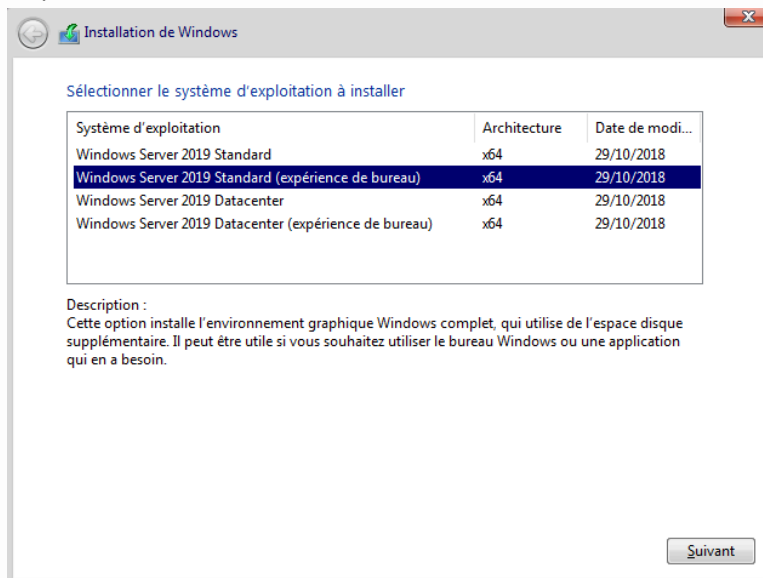 Installation de Windows
Sélectionner le système d'exploitation à installer
Système d'exploitation Architecture Date de modi...
Windows Server 2019 Standard x64 29/10/2018
Windows Server 2019 Standard (expérience de bureau) x64 29/10/2018
Windows Server 2019 Datacenter x64 29/10/2018
Windows Server 2019 Datacenter (expérience de bureau) x64 29/10/2018
Description :
Cette option installe l'environnement graphique Windows complet, qui utilise de l'espace disque
supplémentaire. Il peut être utile si vous souhaitez utiliser le bureau Windows ou une application
qui en a besoin.
Suivant